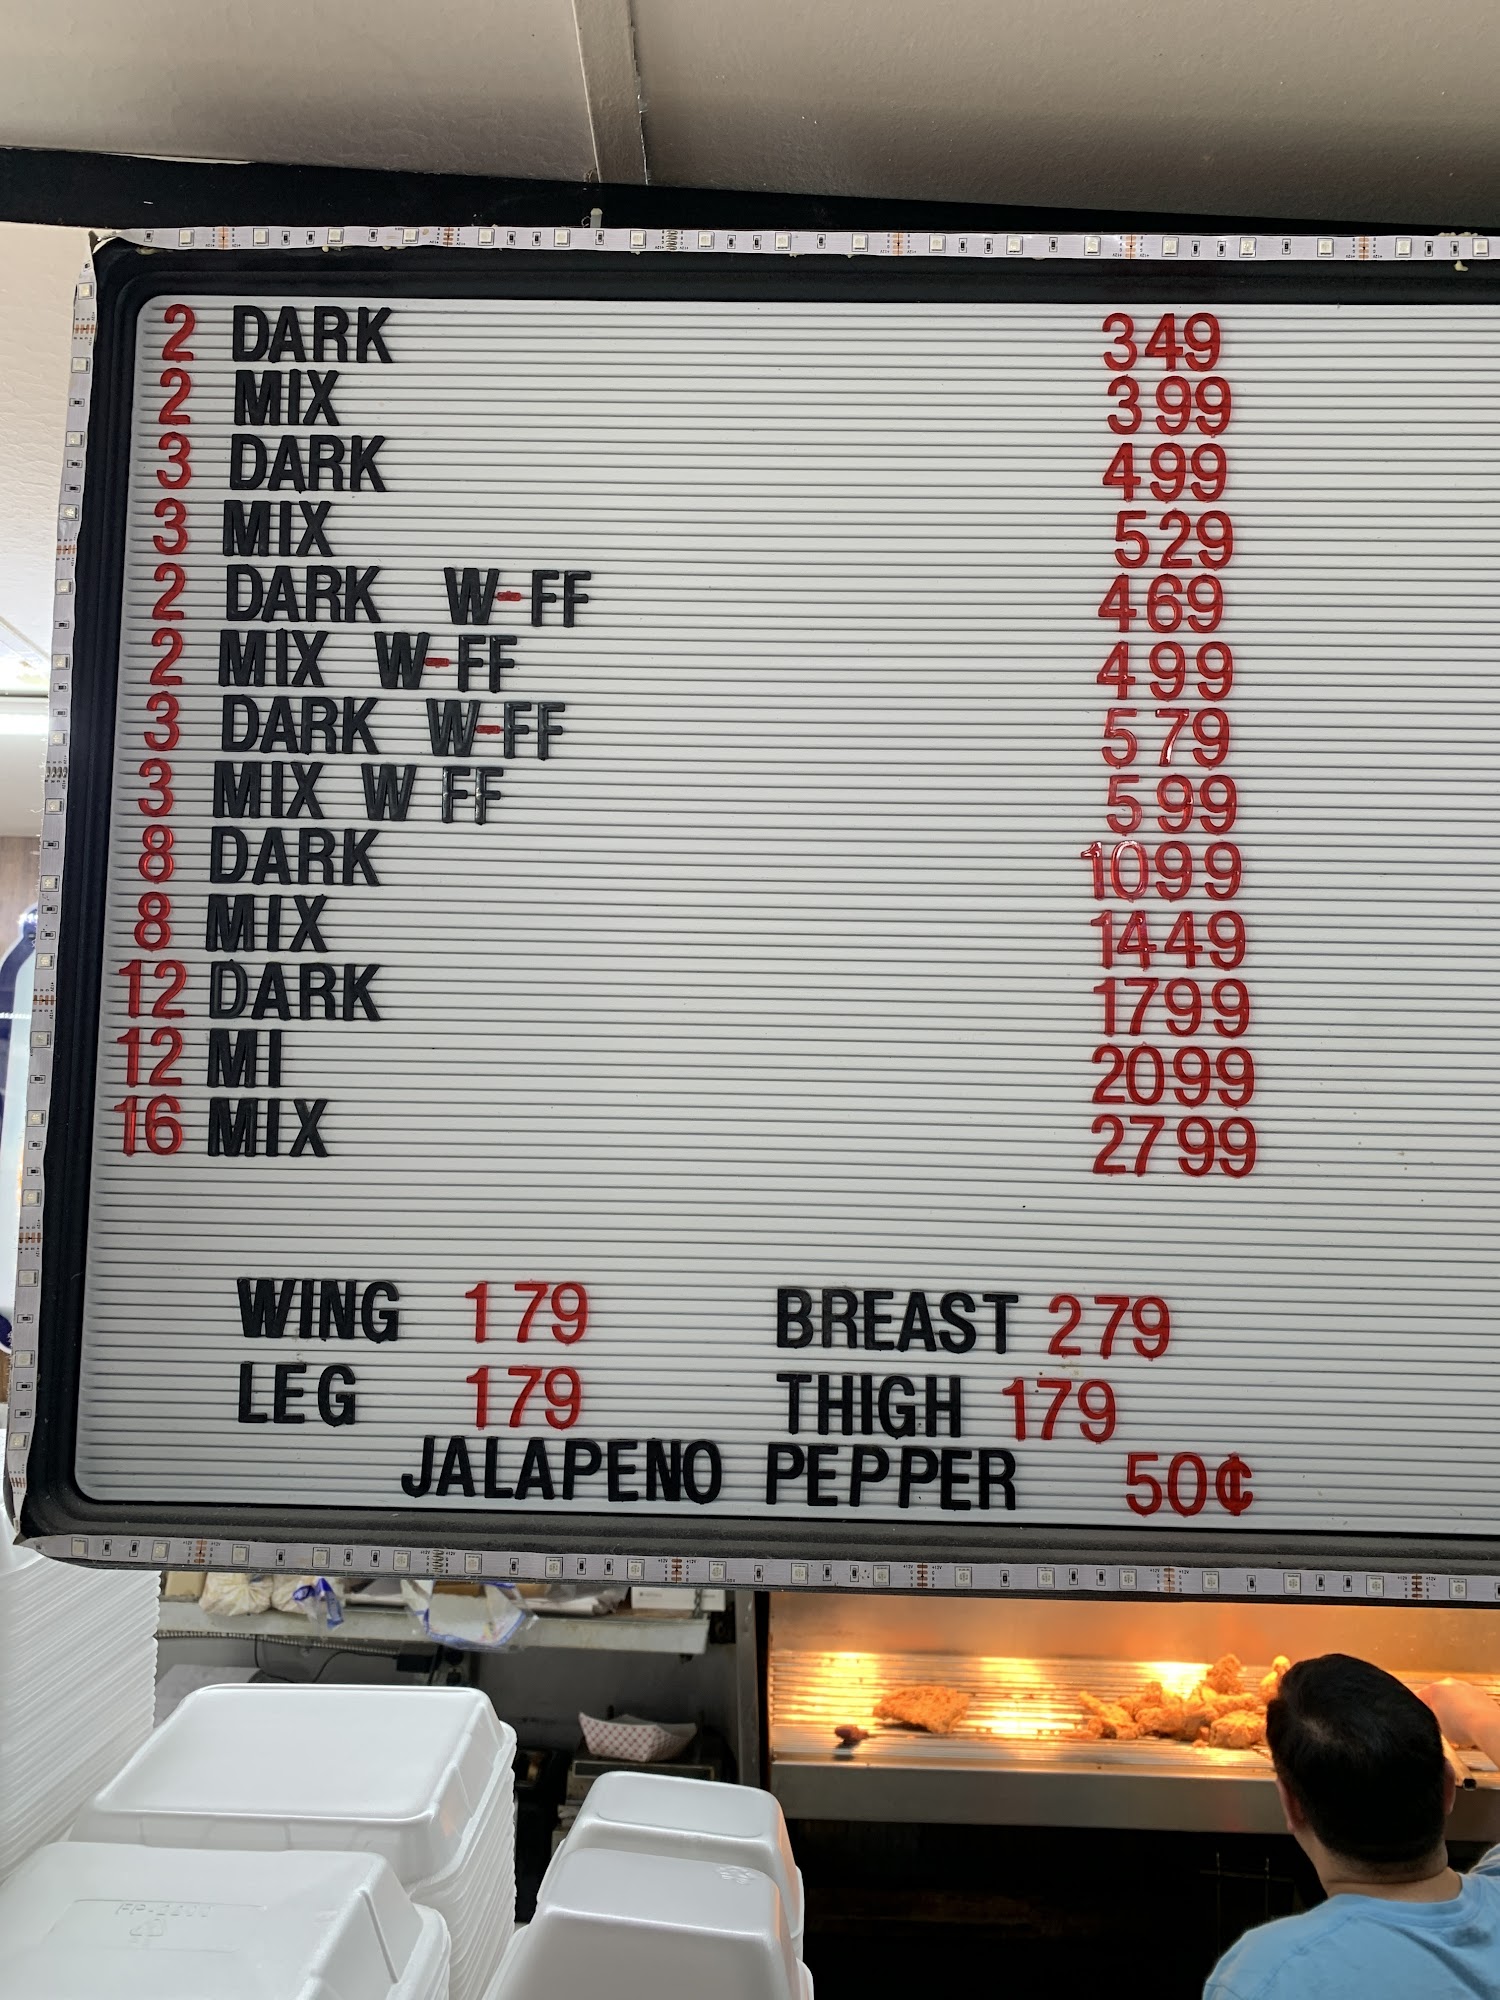 2 DARK 349
2 MIX 399
3 DARK 499
3 MIX 529
2 DARK W-FF 469
2 MIX W-FF 499
3 DARK W-FF 579
3 MIX W FF 599
8 DARK 1099
8 MIX 1449
12 DARK 1799
12 MI 2099
16 MIX 2799
WING 179 BREAST 279
LEG 179 THIGH 179
JALAPENO PEPPER 50¢